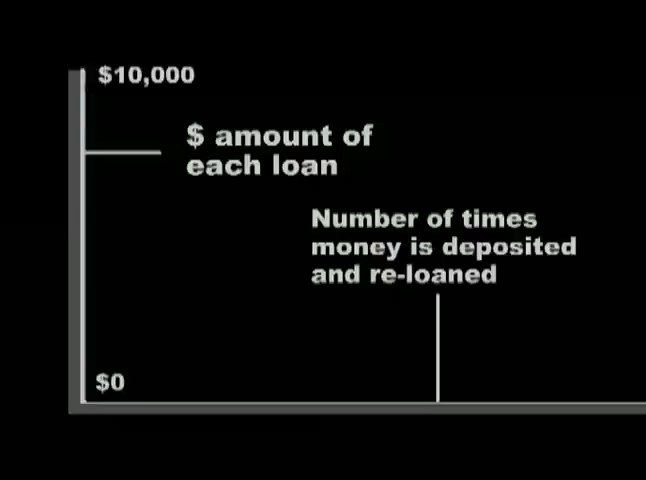 $10,000
$ amount of
each loan
Number of times
money is deposited
and re-loaned
$0